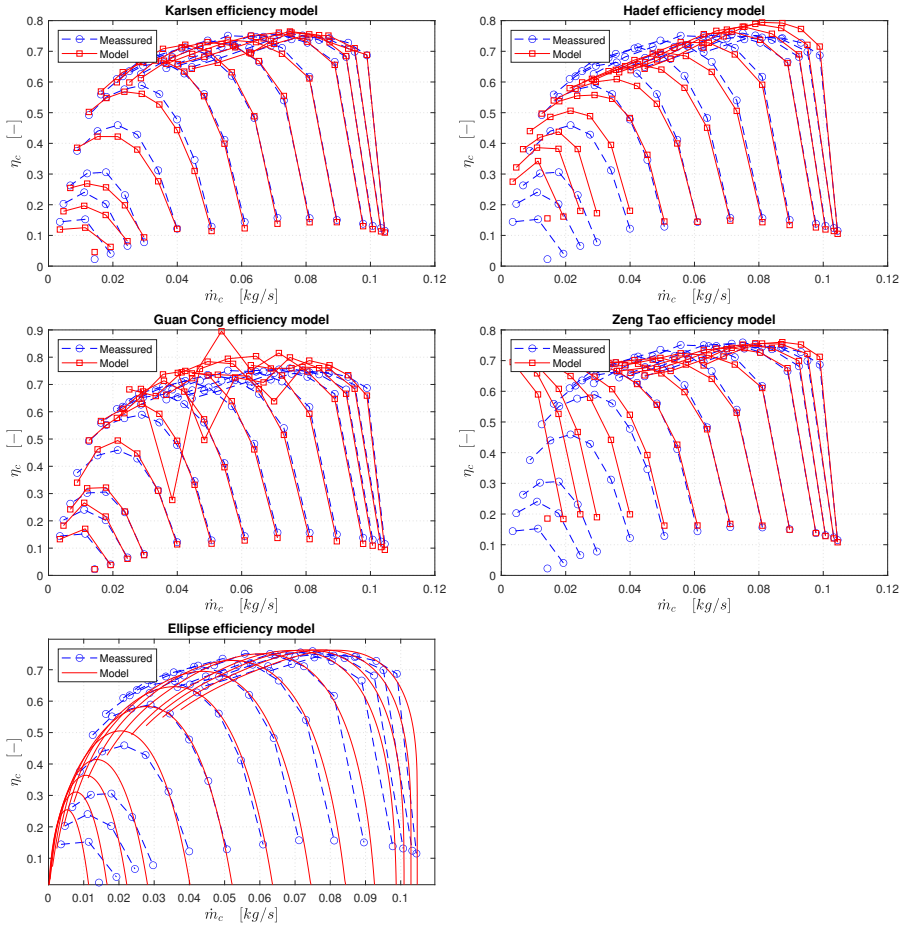 Karlsen efficiency model
0.8
0.7
0.6
0.5
0.4
0.3
0.2
0.1
0
η_c [−]
Meassured
Model
0 0.02 0.04 0.06 0.08 0.1 0.12
ṁ_c [kg/s]
Hadef efficiency model
0.8
0.7
0.6
0.5
0.4
0.3
0.2
0.1
0
η_c [−]
Meassured
Model
0 0.02 0.04 0.06 0.08 0.1 0.12
ṁ_c [kg/s]
Guan Cong efficiency model
0.9
0.8
0.7
0.6
0.5
0.4
0.3
0.2
0.1
0
η_c [−]
Meassured
Model
0 0.02 0.04 0.06 0.08 0.1 0.12
ṁ_c [kg/s]
Zeng Tao efficiency model
0.8
0.7
0.6
0.5
0.4
0.3
0.2
0.1
0
η_c [−]
Meassured
Model
0 0.02 0.04 0.06 0.08 0.1 0.12
ṁ_c [kg/s]
Ellipse efficiency model
0.7
0.6
0.5
0.4
0.3
0.2
0.1
η_c [−]
Meassured
Model
0 0.01 0.02 0.03 0.04 0.05 0.06 0.07 0.08 0.09 0.1
ṁ_c [kg/s]